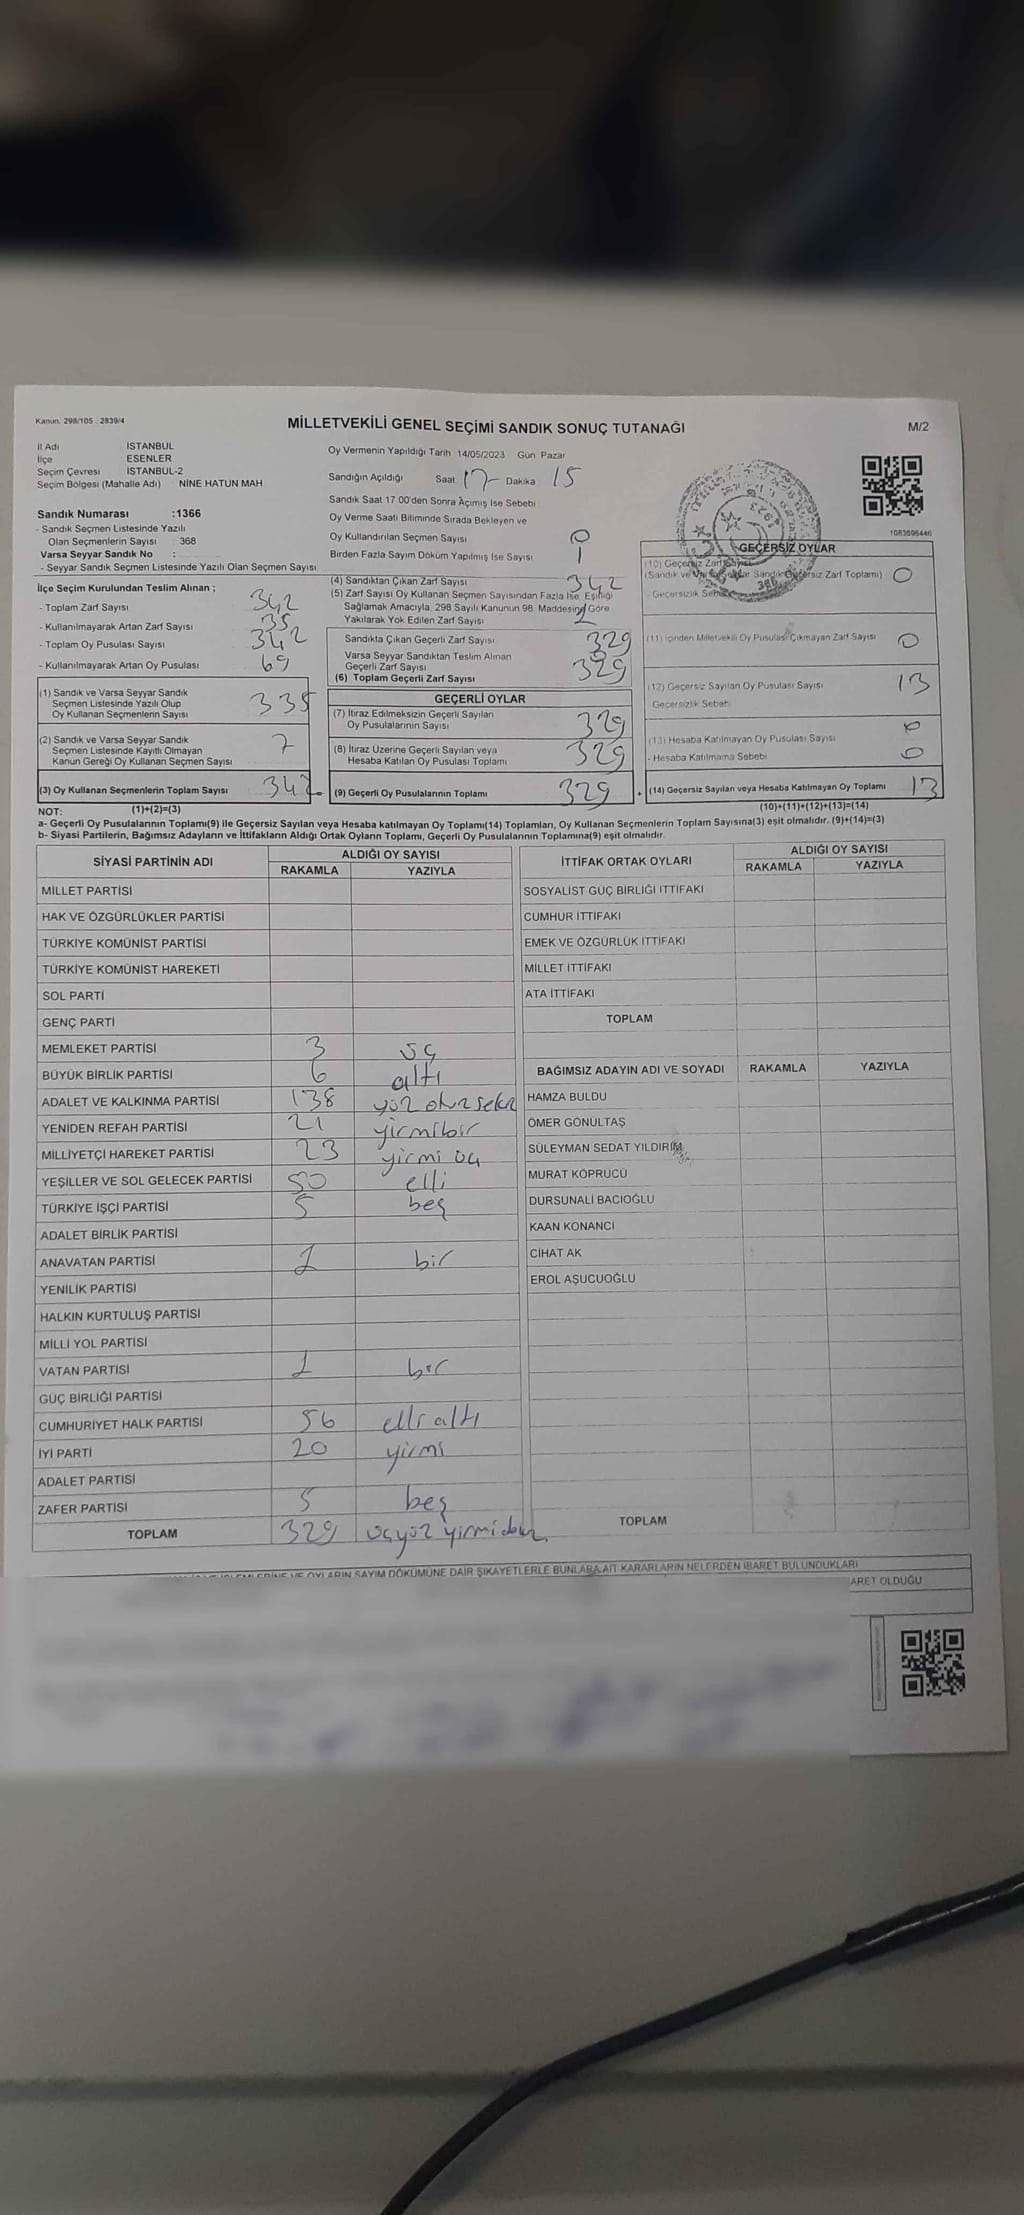 Kanun: 298/105 - 2839/4
MİLLETVEKİLİ GENEL SEÇİMİ SANDIK SONUÇ TUTANAĞI
M/2
İl Adı İSTANBUL
İlçe ESENLER
Seçim Çevresi İSTANBUL-2
Seçim Bölgesi (Mahalle Adı) NİNE HATUN MAH
Sandık Numarası :1366
- Sandık Seçmen Listesinde Yazılı
Olan Seçmenlerin Sayısı : 368
Varsa Seyyar Sandık No :
- Seyyar Sandık Seçmen Listesinde Yazılı Olan Seçmen Sayısı
Oy Vermenin Yapıldığı Tarih 14/05/2023 Gün Pazar
Sandığın Açıldığı Saat 17 Dakika 15
Sandık Saat 17:00'den Sonra Açımış İse Sebebi
Oy Verme Saati Bitiminde Sırada Bekleyen ve
Oy Kullandırılan Seçmen Sayısı 0
Birden Fazla Sayım Döküm Yapılmış İse Sayısı 1
1083698446
İlçe Seçim Kurulundan Teslim Alınan ;
- Toplam Zarf Sayısı 342
- Kullanılmayarak Artan Zarf Sayısı 35
- Toplam Oy Pusulası Sayısı 342
- Kullanılmayarak Artan Oy Pusulası 69
(1) Sandık ve Varsa Seyyar Sandık
Seçmen Listesinde Yazılı Olup
Oy Kullanan Seçmenlerin Sayısı 335
(2) Sandık ve Varsa Seyyar Sandık
Seçmen Listesinde Kayıtlı Olmayan
Kanun Gereği Oy Kullanan Seçmen Sayısı 7
(3) Oy Kullanan Seçmenlerin Toplam Sayısı 342
(4) Sandıktan Çıkan Zarf Sayısı 342
(5) Zarf Sayısı Oy Kullanan Seçmen Sayısından Fazla İse, Eşitliği
Sağlamak Amacıyla: 298 Sayılı Kanunun 98. Maddesine Göre
Yakılarak Yok Edilen Zarf Sayısı
Sandıkta Çıkan Geçerli Zarf Sayısı 329
Varsa Seyyar Sandıktan Teslim Alınan
Geçerli Zarf Sayısı 329
(6) Toplam Geçerli Zarf Sayısı
GEÇERLİ OYLAR
(7) İtiraz Edilmeksizin Geçerli Sayılan
Oy Pusulalarının Sayısı 329
(8) İtiraz Üzerine Geçerli Sayılan veya
Hesaba Katılan Oy Pusulası Toplamı 329
(9) Geçerli Oy Pusulalarının Toplamı 329
GEÇERSİZ OYLAR
(10) Geçersiz Zarf Sayısı
(Sandık ve Varsa Seyyar Sandık Geçersiz Zarf Toplamı) 0
- Geçersizlik Sebebi
(11) İçinden Milletvekili Oy Pusulası Çıkmayan Zarf Sayısı 0
(12) Geçersiz Sayılan Oy Pusulası Sayısı 13
Geçersizlik Sebebi
(13) Hesaba Katılmayan Oy Pusulası Sayısı 0
- Hesaba Katılmama Sebebi 0
(14) Geçersiz Sayılan veya Hesaba Katılmayan Oy Toplamı 13
NOT: (1)+(2)=(3) (10)+(11)+(12)+(13)=(14)
a- Geçerli Oy Pusulalarının Toplamı(9) ile Geçersiz Sayılan veya Hesaba katılmayan Oy Toplamı(14) Toplamları, Oy Kullanan Seçmenlerin Toplam Sayısına(3) eşit olmalıdır. (9)+(14)=(3)
b- Siyasi Partilerin, Bağımsız Adayların ve İttifakların Aldığı Ortak Oyların Toplamı, Geçerli Oy Pusulalarının Toplamına(9) eşit olmalıdır.
SİYASİ PARTİNİN ADI ALDIĞI OY SAYISI
RAKAMLA YAZIYLA
MİLLET PARTİSİ
HAK VE ÖZGÜRLÜKLER PARTİSİ
TÜRKİYE KOMÜNİST PARTİSİ
TÜRKİYE KOMÜNİST HAREKETİ
SOL PARTİ
GENÇ PARTİ
MEMLEKET PARTİSİ 3 üç
BÜYÜK BİRLİK PARTİSİ 6 altı
ADALET VE KALKINMA PARTİSİ 138 yüz otuz sekiz
YENİDEN REFAH PARTİSİ 21 yirmibir
MİLLİYETÇİ HAREKET PARTİSİ 23 yirmi üç
YEŞİLLER VE SOL GELECEK PARTİSİ 50 elli
TÜRKİYE İŞÇİ PARTİSİ 5 beş
ADALET BİRLİK PARTİSİ
ANAVATAN PARTİSİ 1 bir
YENİLİK PARTİSİ
HALKIN KURTULUŞ PARTİSİ
MİLLİ YOL PARTİSİ
VATAN PARTİSİ 1 bir
GÜÇ BİRLİĞİ PARTİSİ
CUMHURİYET HALK PARTİSİ 56 elli altı
İYİ PARTİ 20 yirmi
ADALET PARTİSİ
ZAFER PARTİSİ 5 beş
TOPLAM 329 üçyüz yirmidokuz
İTTİFAK ORTAK OYLARI ALDIĞI OY SAYISI
RAKAMLA YAZIYLA
SOSYALİST GÜÇ BİRLİĞİ İTTİFAKI
CUMHUR İTTİFAKI
EMEK VE ÖZGÜRLÜK İTTİFAKI
MİLLET İTTİFAKI
ATA İTTİFAKI
TOPLAM
BAĞIMSIZ ADAYIN ADI VE SOYADI RAKAMLA YAZIYLA
HAMZA BULDU
ÖMER GÖNÜLTAŞ
SÜLEYMAN SEDAT YILDIRIM
MURAT KÖPRÜCÜ
DURSUNALİ BACIOĞLU
KAAN KONANCI
CİHAT AK
EROL AŞUCUOĞLU
TOPLAM
VE OYLARIN SAYIM DÖKÜMÜNE DAİR ŞİKAYETLERLE BUNLARA AİT KARARLARIN NELERDEN İBARET BULUNDUKLARI
OLDUĞU